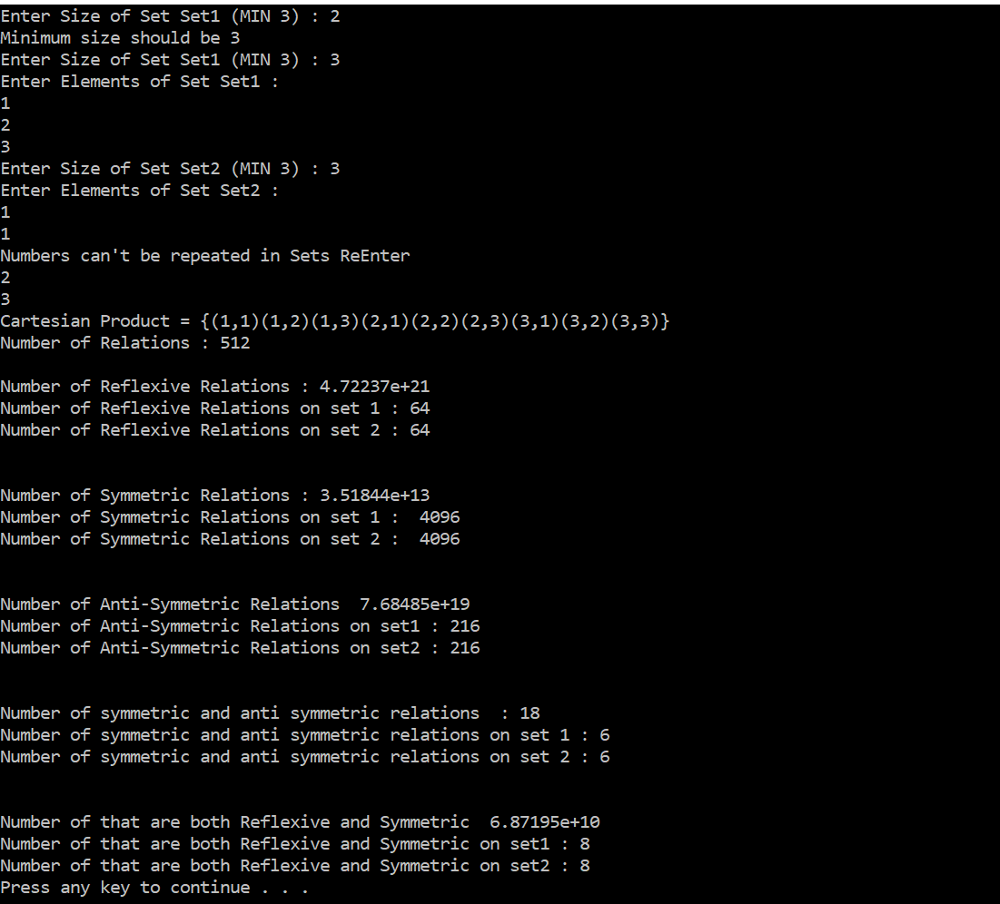 Enter Size of Set Set1 (MIN 3) : 2
Minimum size should be 3
Enter Size of Set Set1 (MIN 3) : 3
Enter Elements of Set Set1 :
1
2
3
Enter Size of Set Set2 (MIN 3) : 3
Enter Elements of Set Set2 :
1
1
Numbers can't be repeated in Sets ReEnter
2
3
Cartesian Product = {(1,1)(1,2)(1,3)(2,1)(2,2)(2,3)(3,1)(3,2)(3,3)}
Number of Relations : 512
Number of Reflexive Relations : 4.72237e+21
Number of Reflexive Relations on set 1 : 64
Number of Reflexive Relations on set 2 : 64
Number of Symmetric Relations : 3.51844e+13
Number of Symmetric Relations on set 1 :  4096
Number of Symmetric Relations on set 2 :  4096
Number of Anti-Symmetric Relations  7.68485e+19
Number of Anti-Symmetric Relations on set1 : 216
Number of Anti-Symmetric Relations on set2 : 216
Number of symmetric and anti symmetric relations  : 18
Number of symmetric and anti symmetric relations on set 1 : 6
Number of symmetric and anti symmetric relations on set 2 : 6
Number of that are both Reflexive and Symmetric  6.87195e+10
Number of that are both Reflexive and Symmetric on set1 : 8
Number of that are both Reflexive and Symmetric on set2 : 8
Press any key to continue . . .